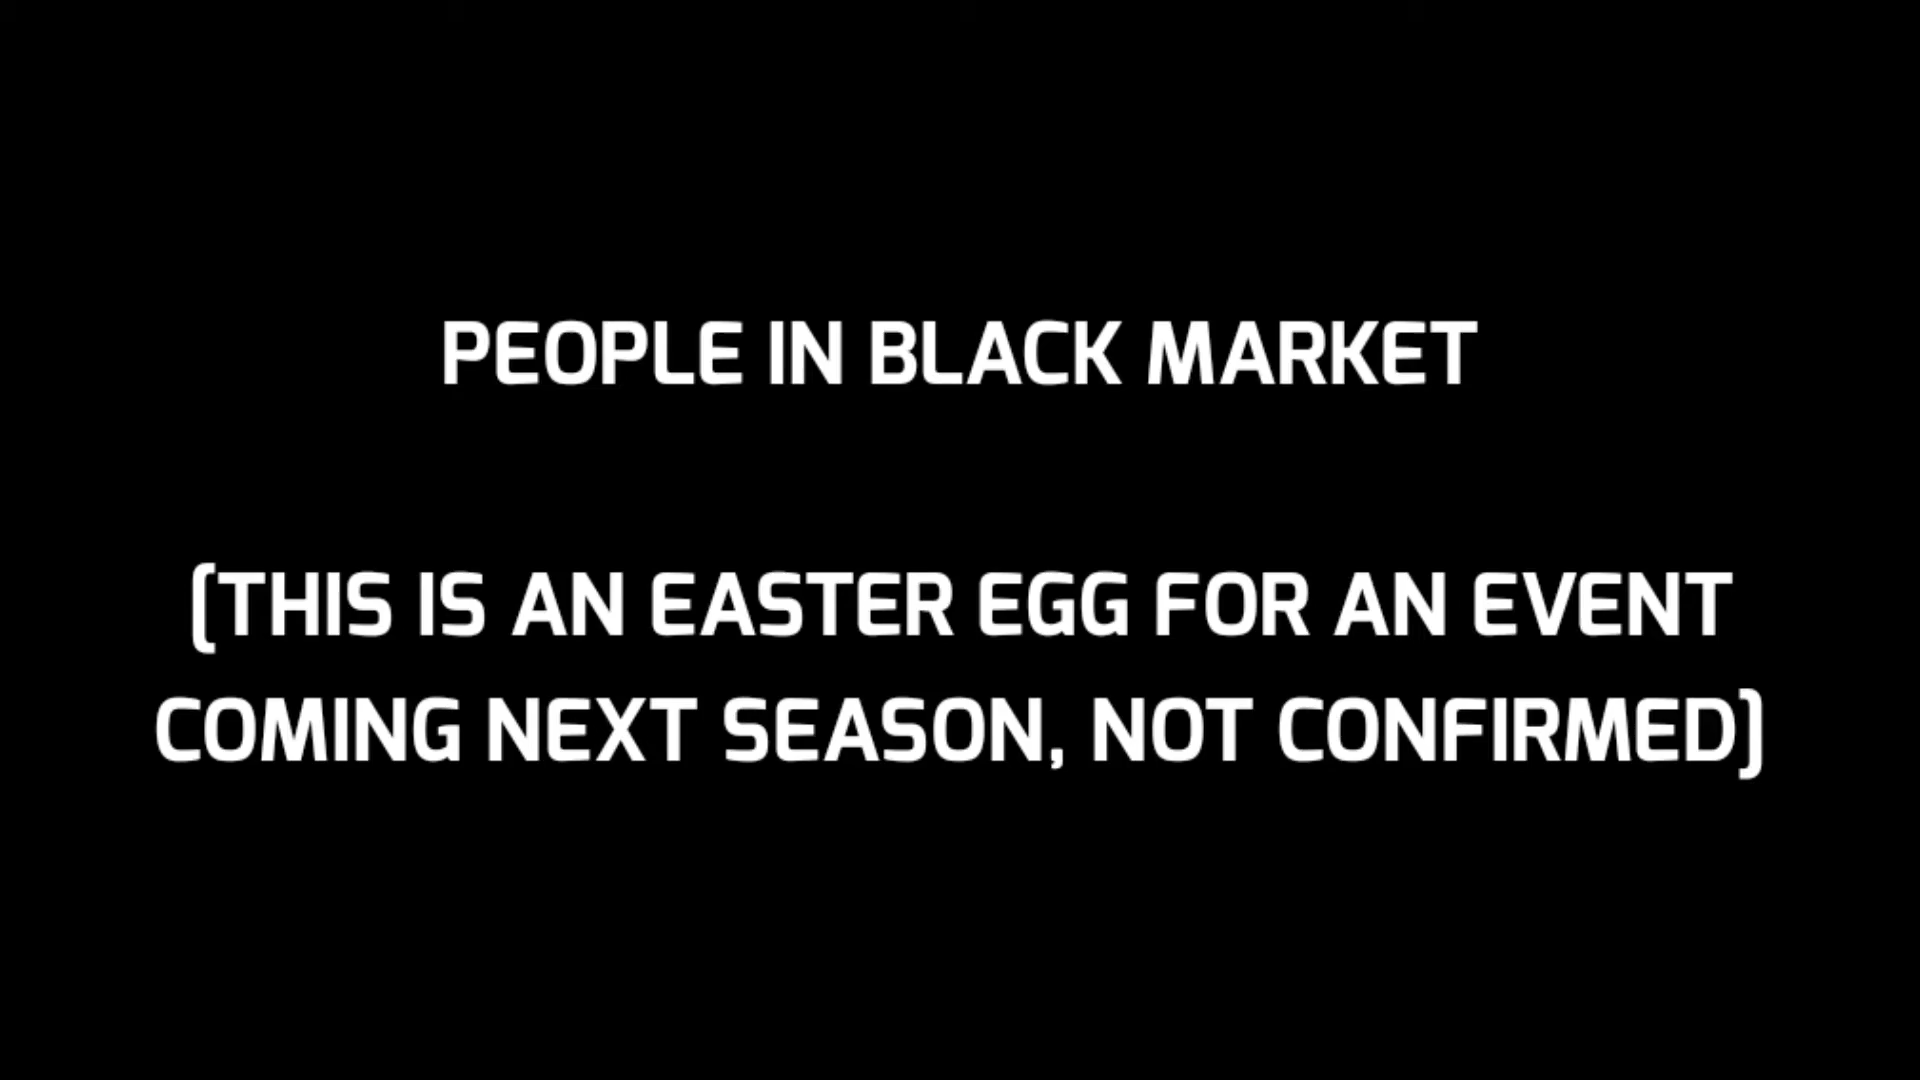 PEOPLE IN BLACK MARKET
(THIS IS AN EASTER EGG FOR AN EVENT
COMING NEXT SEASON, NOT CONFIRMED)